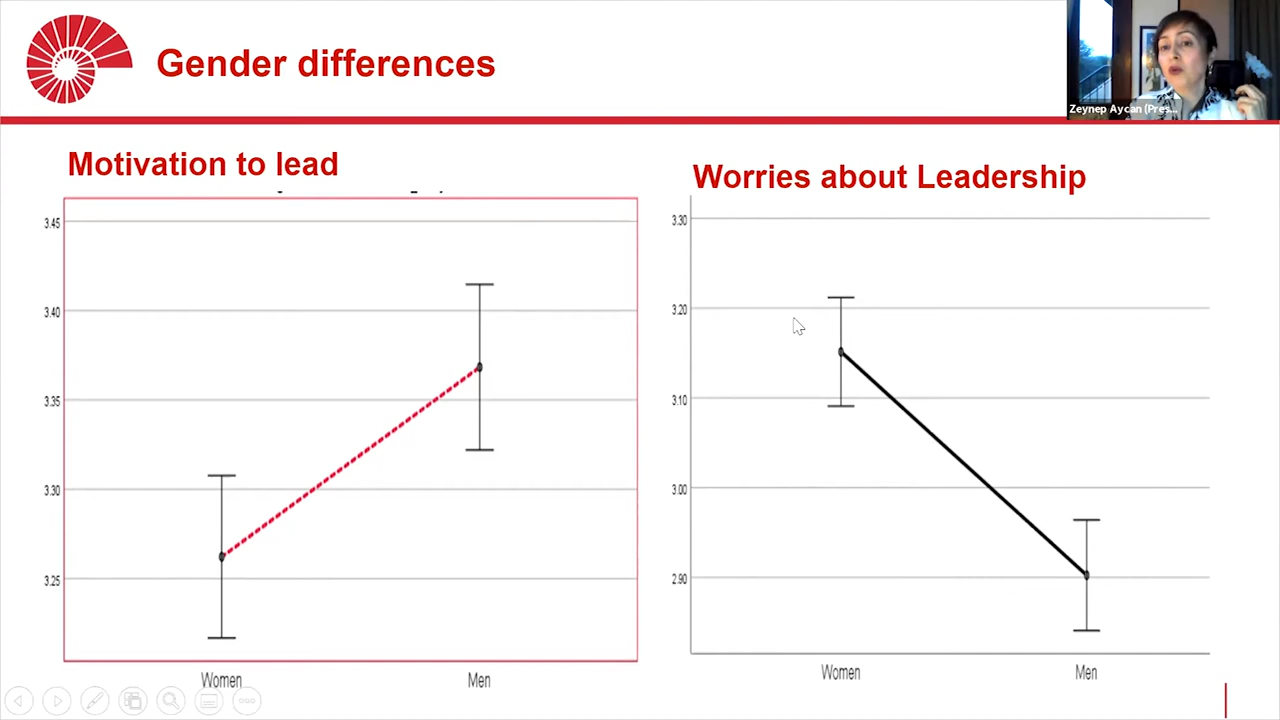 Gender differences
Zeynep Aycan (Pres...
Motivation to lead
3.45
3.40
3.35
3.30
3.25
Women
Men
Worries about Leadership
3.30
3.20
3.10
3.00
2.90
Women
Men